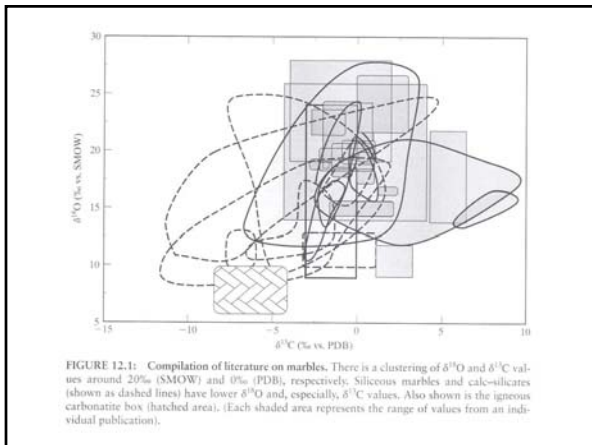 30
25
20
15
10
5
δ¹⁸O (‰ vs. SMOW)
−15
−10
−5
0
5
10
δ¹³C (‰ vs. PDB)
FIGURE 12.1: Compilation of literature on marbles. There is a clustering of δ¹⁸O and δ¹³C val-
ues around 20‰ (SMOW) and 0‰ (PDB), respectively. Siliceous marbles and calc–silicates
(shown as dashed lines) have lower δ¹⁸O and, especially, δ¹³C values. Also shown is the igneous
carbonatite box (hatched area). (Each shaded area represents the range of values from an indi-
vidual publication).